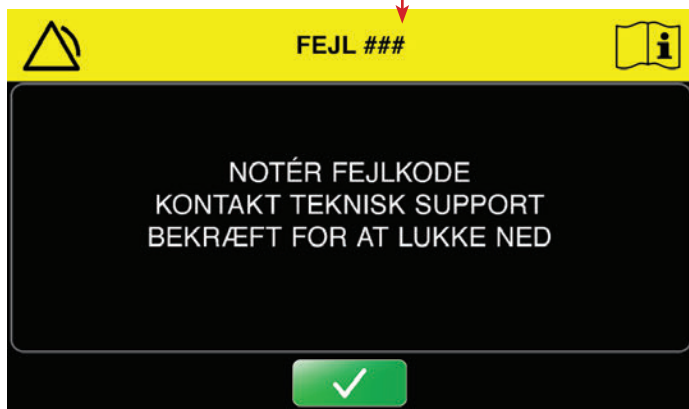 FEJL ###
NOTÉR FEJLKODE
KONTAKT TEKNISK SUPPORT
BEKRÆFT FOR AT LUKKE NED